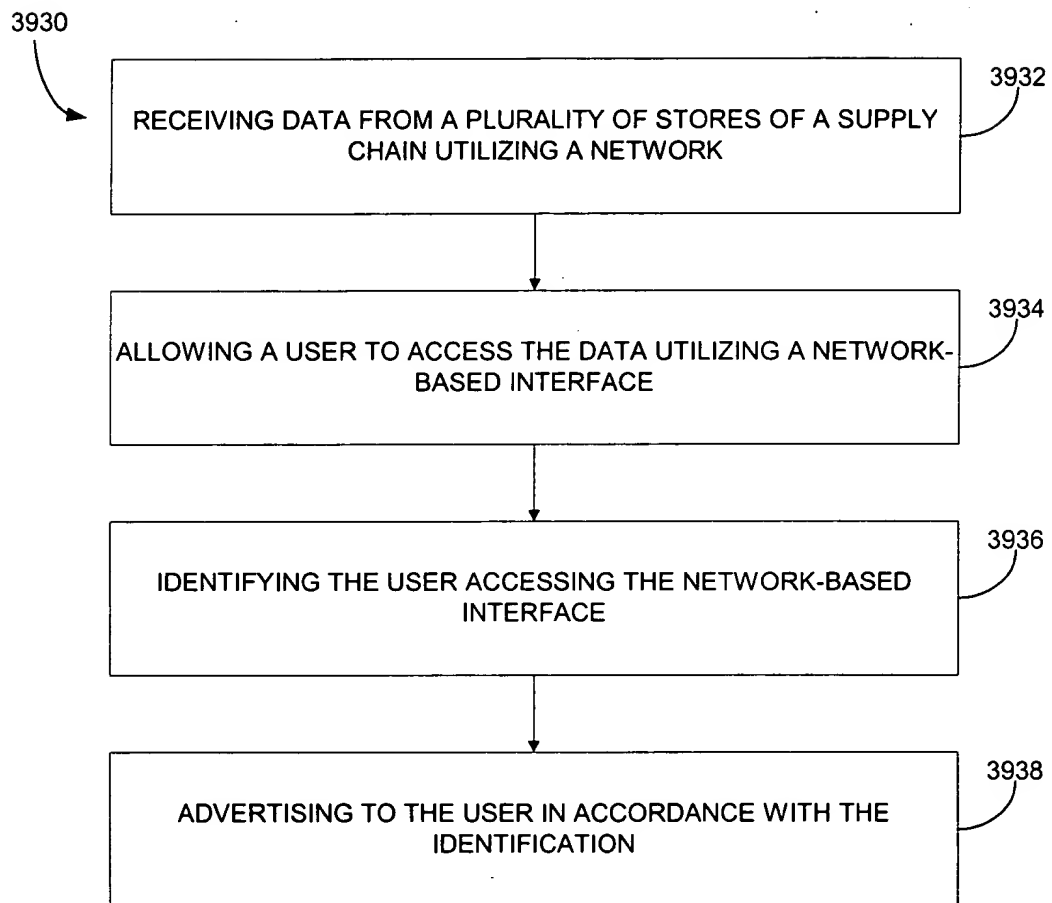 3930
3932
RECEIVING DATA FROM A PLURALITY OF STORES OF A SUPPLY
CHAIN UTILIZING A NETWORK
3934
ALLOWING A USER TO ACCESS THE DATA UTILIZING A NETWORK-
BASED INTERFACE
3936
IDENTIFYING THE USER ACCESSING THE NETWORK-BASED
INTERFACE
3938
ADVERTISING TO THE USER IN ACCORDANCE WITH THE
IDENTIFICATION